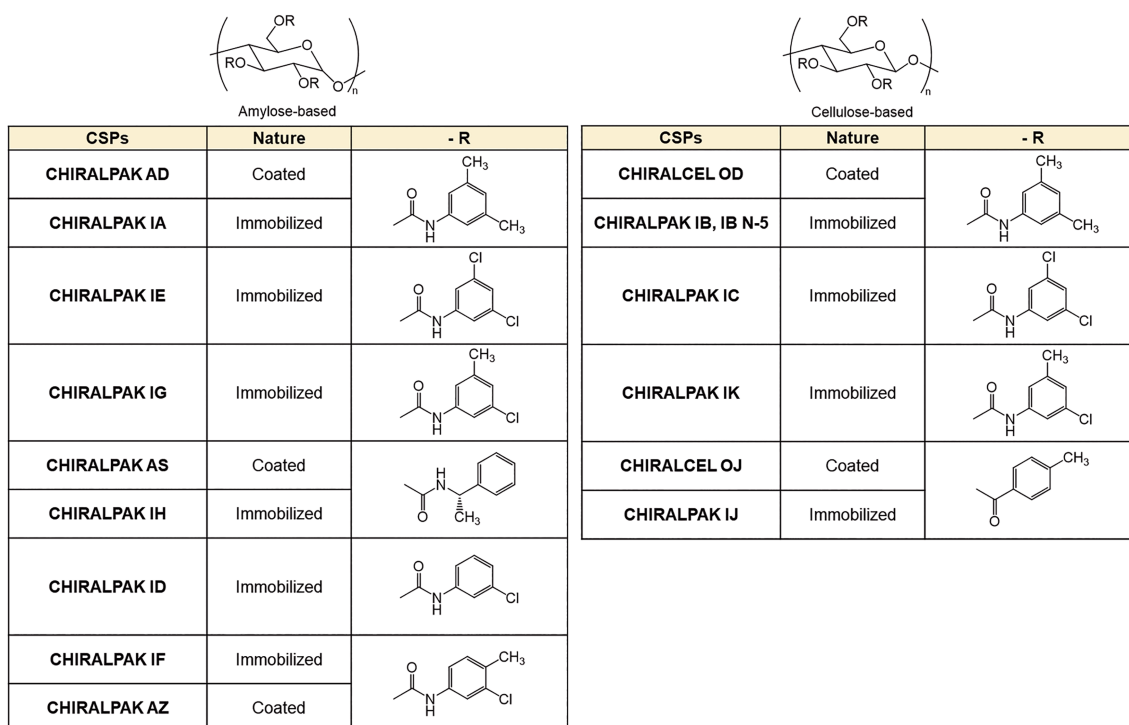 OR
O
RO
OR
O
n
Amylose-based
CSPs Nature - R
CHIRALPAK AD Coated
CHIRALPAK IA Immobilized
CH3
O
N
H
CH3
CHIRALPAK IE Immobilized
Cl
O
N
H
Cl
CHIRALPAK IG Immobilized
CH3
O
N
H
Cl
CHIRALPAK AS Coated
CHIRALPAK IH Immobilized
H
N
O
CH3
CHIRALPAK ID Immobilized
O
N
H
Cl
CHIRALPAK IF Immobilized
CHIRALPAK AZ Coated
O
CH3
N
H
Cl
OR
O
RO
O
OR
n
Cellulose-based
CSPs Nature - R
CHIRALCEL OD Coated
CHIRALPAK IB, IB N-5 Immobilized
CH3
O
N
H
CH3
CHIRALPAK IC Immobilized
Cl
O
N
H
Cl
CHIRALPAK IK Immobilized
CH3
O
N
H
Cl
CHIRALCEL OJ Coated
CHIRALPAK IJ Immobilized
CH3
O